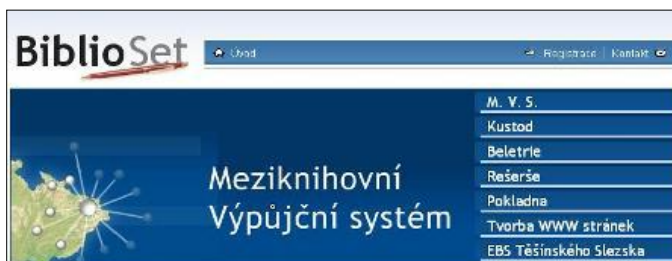 BiblioSet
Úvod
Registrace | Kontakt
M. V. S.
Kustod
Beletrie
Rešerše
Pokladna
Tvorba WWW stránek
EBS Těšínského Slezska
Meziknihovní
Výpůjční systém